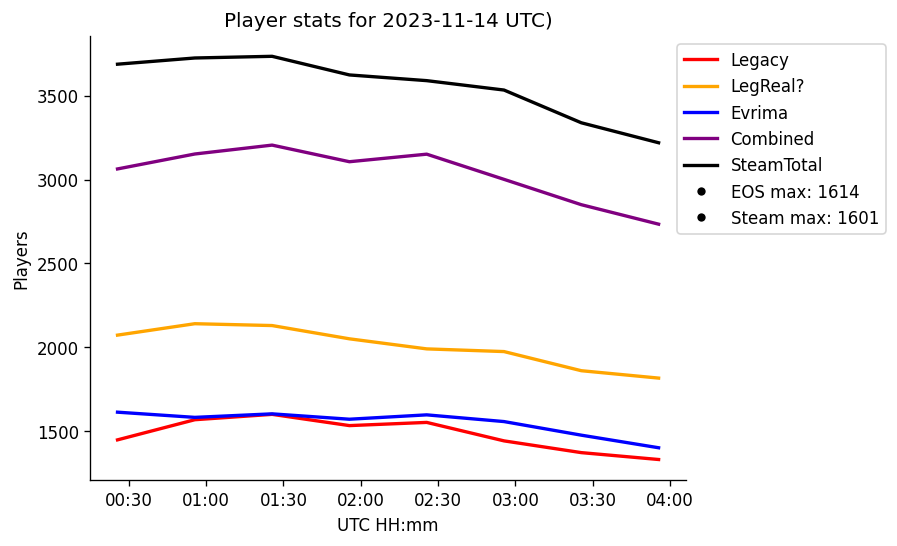 Player stats for 2023-11-14 UTC)
Legacy
LegReal?
Evrima
Combined
SteamTotal
EOS max: 1614
Steam max: 1601
Players
3500
3000
2500
2000
1500
00:30 01:00 01:30 02:00 02:30 03:00 03:30 04:00
UTC HH:mm